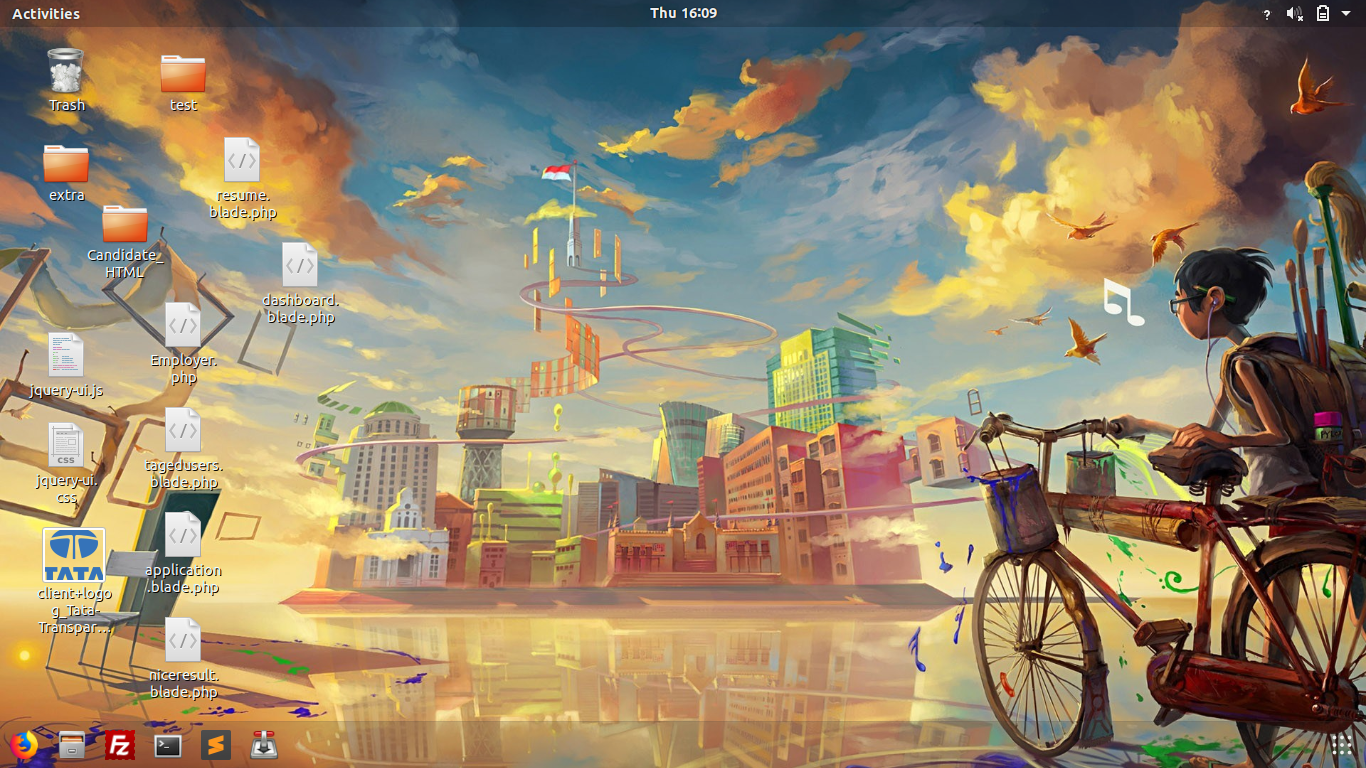 Activities
Thu 16:09
?
Trash
test
extra
resume.
blade.php
Candidate_
HTML
dashboard.
blade.php
Employer.
php
jquery-ui.js
tagedusers.
blade.php
CSS
jquery-ui.
css
application
.blade.php
TATA
client+logo
g_Tata-
Transpar...
niceresult.
blade.php
Fz